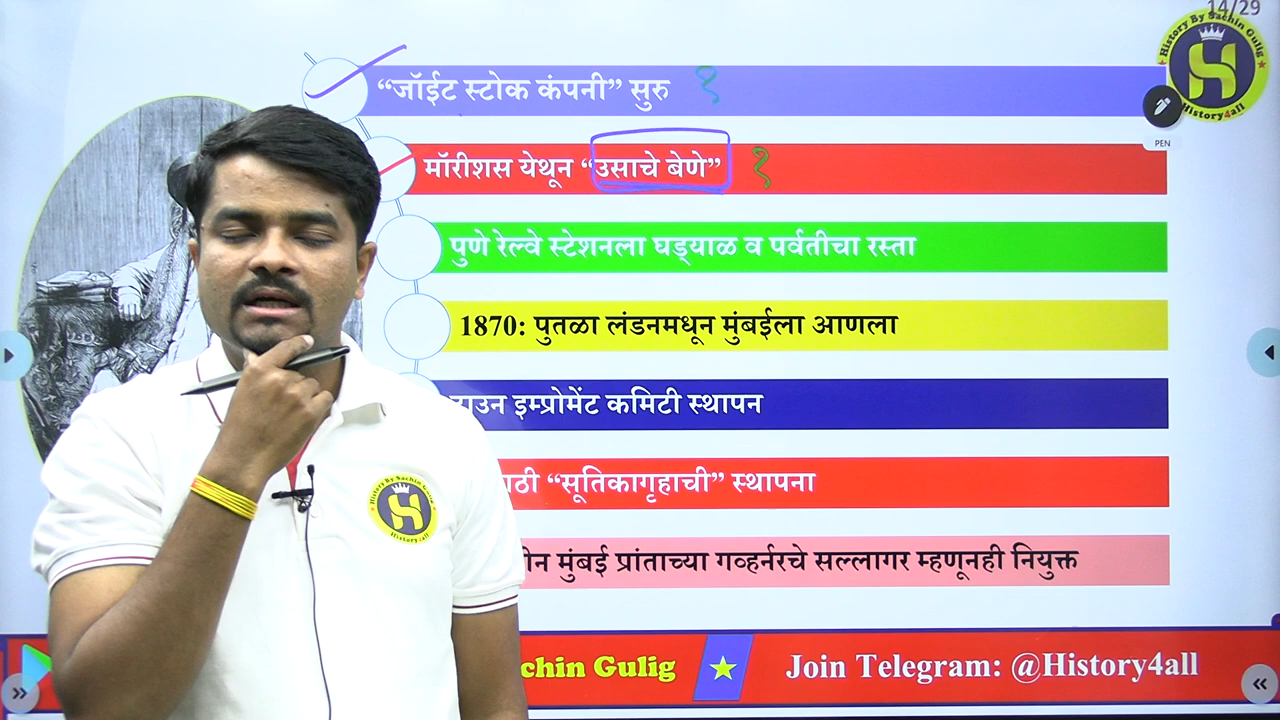 14/29
History By Sachin Gulig
History4all
“जॉईट स्टोक कंपनी” सुरु १
PEN
मॉरीशस येथून “उसाचे बेणे” १
पुणे रेल्वे स्टेशनला घड्याळ व पर्वतीचा रस्ता
1870: पुतळा लंडनमधून मुंबईला आणला
इम्प्रोमेंट कमिटी स्थापन
“सूतिकागृहाची” स्थापना
मुंबई प्रांताच्या गव्हर्नरचे सल्लागार म्हणूनही नियुक्त
History By Sachin Gulig
History4all
Gulig
Join Telegram: @History4all